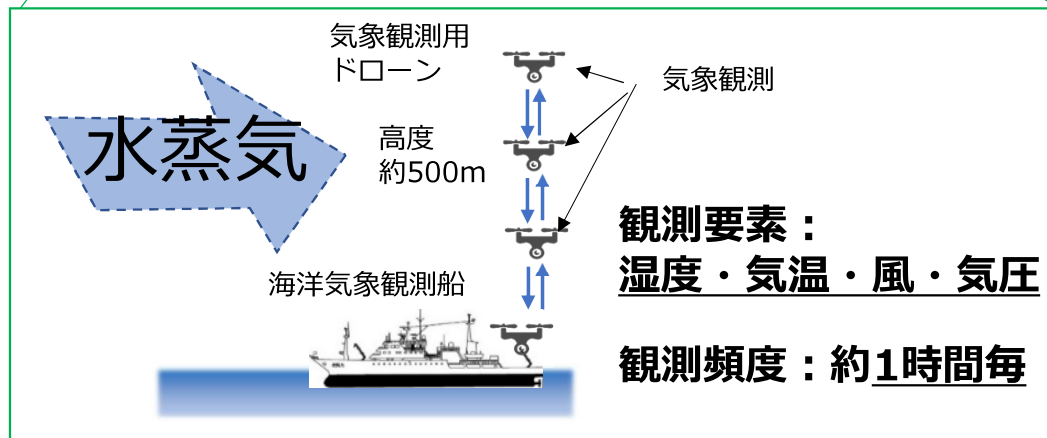 気象観測用
ドローン
気象観測
水蒸気
高度
約500m
観測要素：
湿度・気温・風・気圧
海洋気象観測船
観測頻度：約1時間毎